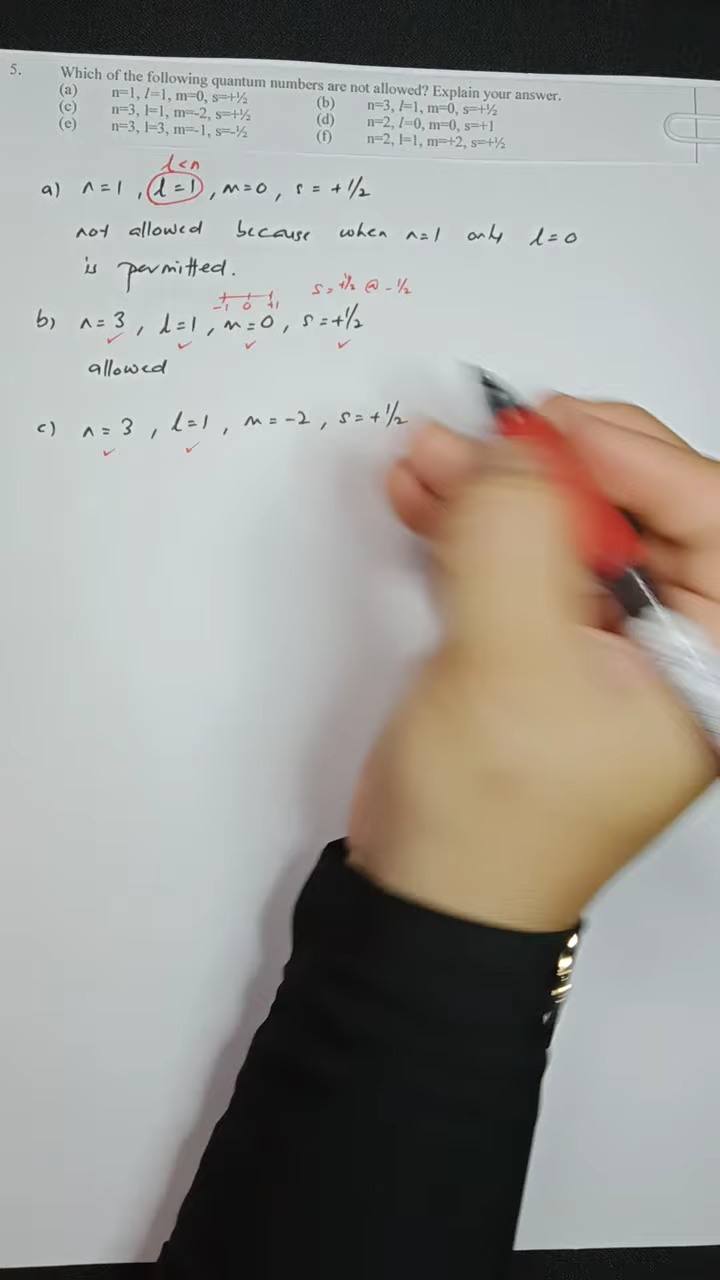 5. Which of the following quantum numbers are not allowed? Explain your answer.
(a) n=1, l=1, m=0, s=+½ (b) n=3, l=1, m=0, s=+½
(c) n=3, l=1, m=-2, s=+½ (d) n=2, l=0, m=0, s=+1
(e) n=3, l=3, m=-1, s=-½ (f) n=2, l=1, m=+2, s=+½
l<n
a) n=1, l=1, m=0, s=+1/2
not allowed because when n=1 only l=0
is permitted.
-1 0 +1 s=+½ @ -1/2
b) n=3, l=1, m=0, s=+1/2
allowed
c) n=3, l=1, m=-2, s=+1/2